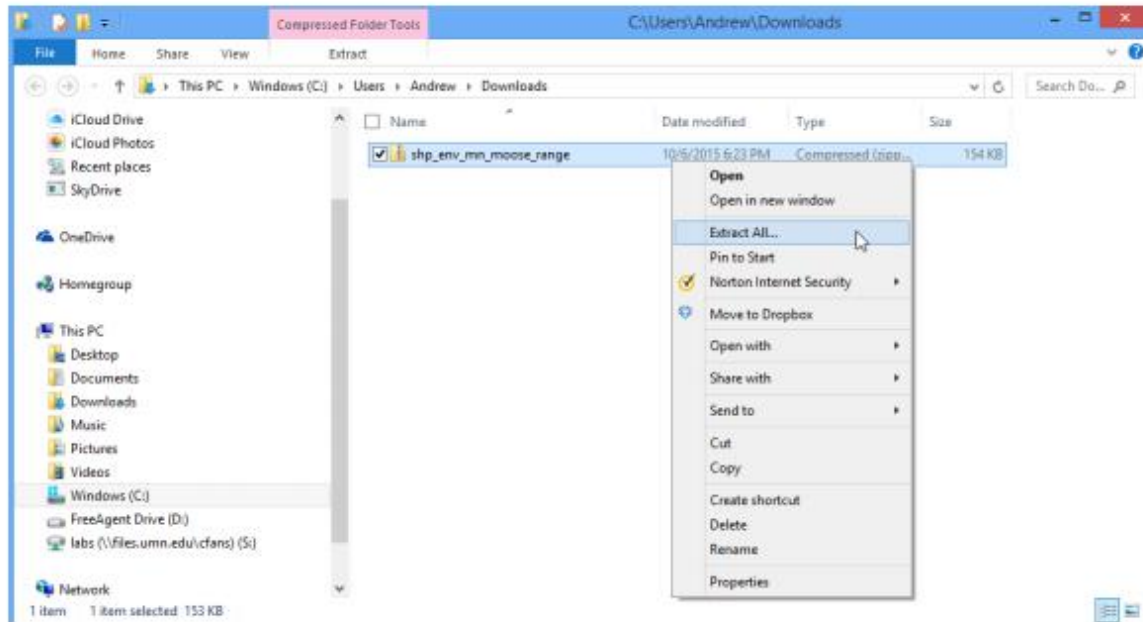 Compressed Folder Tools
C:\Users\Andrew\Downloads
File Home Share View Extract
This PC Windows (C:) Users Andrew Downloads
Search Do...
iCloud Drive
iCloud Photos
Recent places
SkyDrive
OneDrive
Homegroup
This PC
Desktop
Documents
Downloads
Music
Pictures
Videos
Windows (C:)
FreeAgent Drive (D:)
labs (\\files.umn.edu\cfans) (S:)
Network
Name Date modified Type Size
shp_env_mn_moose_range 10/6/2015 6:23 PM Compressed (zipp... 154 KB
Open
Open in new window
Extract All...
Pin to Start
Norton Internet Security
Move to Dropbox
Open with
Share with
Send to
Cut
Copy
Create shortcut
Delete
Rename
Properties
1 item 1 item selected 153 KB